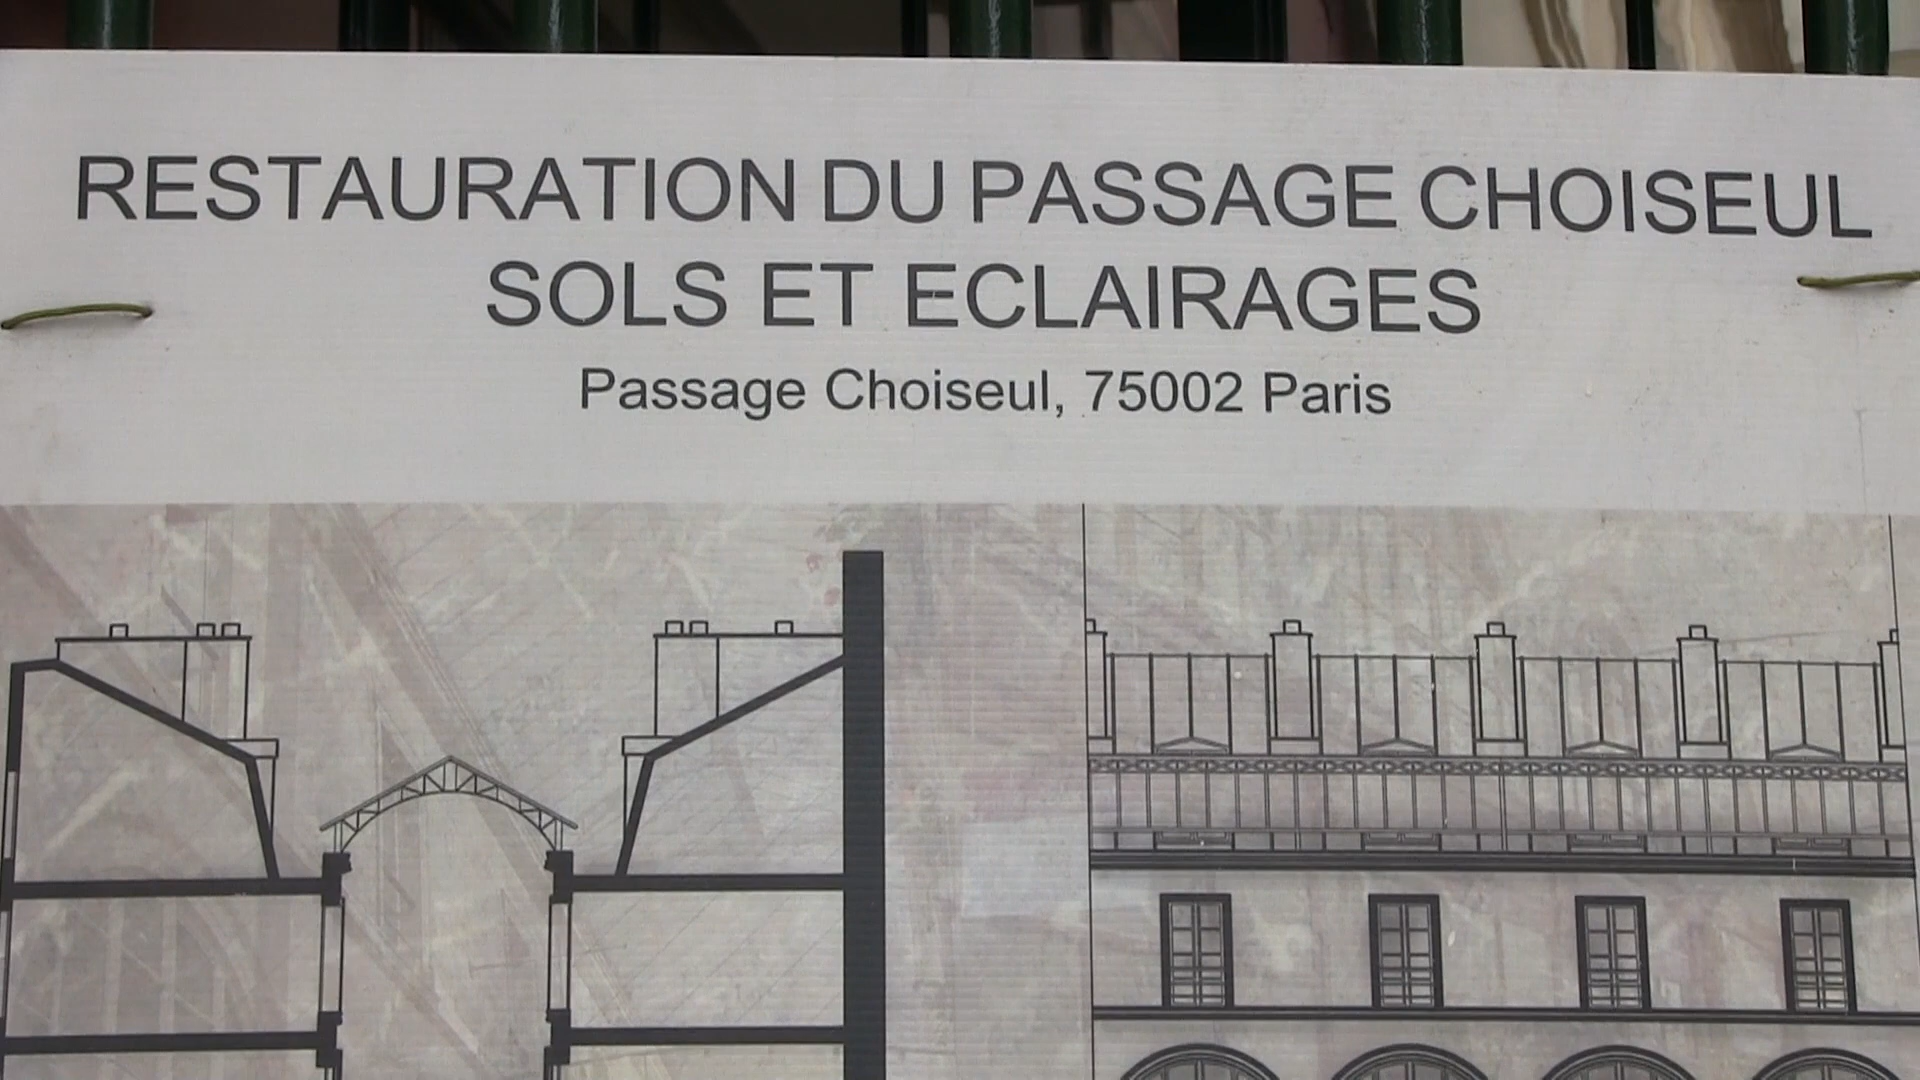 RESTAURATION DU PASSAGE CHOISEUL
SOLS ET ECLAIRAGES
Passage Choiseul, 75002 Paris